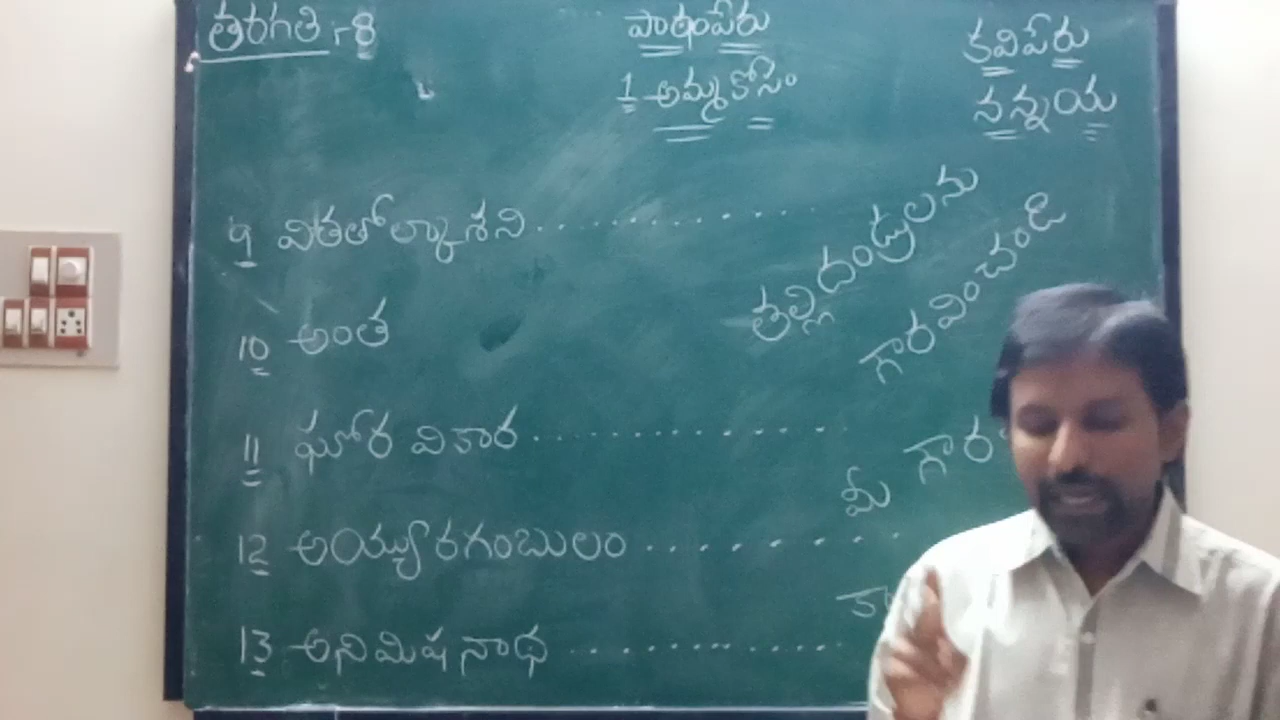 తరగతి :- 8
పాఠంపేరు
1 అమ్మకోసం
కవిపేరు
నన్నయ
9 వితతోల్కాశని ..............
10 అంత
11 ఘోర వికార ..............
12 అయ్యురగంబులం ..............
13 అనిమిషనాథ ..............
తల్లిదండ్రులను
గౌరవించండి
మీ